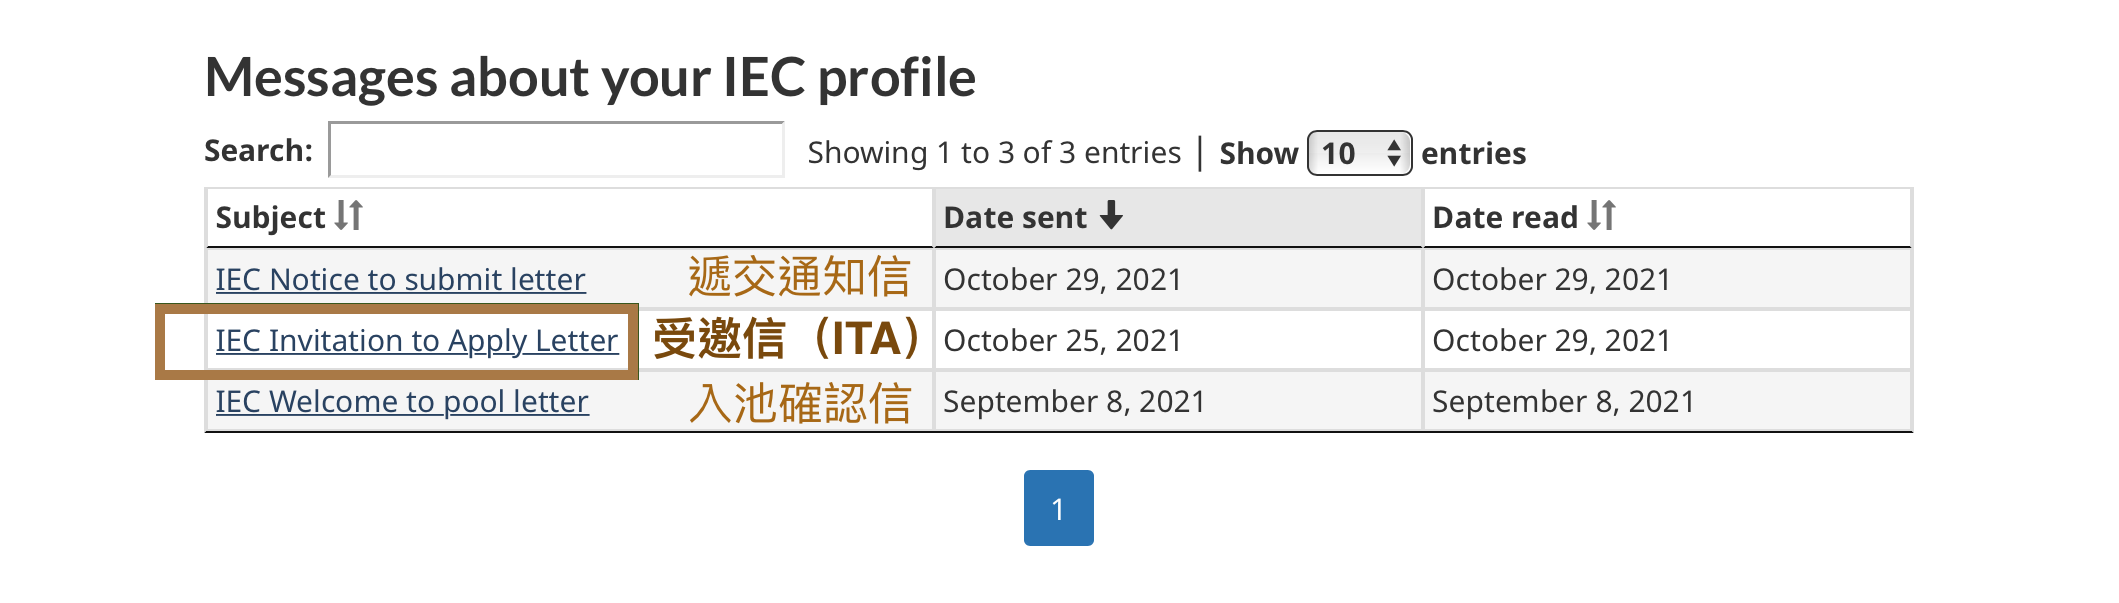 Messages about your IEC profile
Search: Showing 1 to 3 of 3 entries | Show 10 entries
Subject Date sent Date read
IEC Notice to submit letter 遞交通知信 October 29, 2021 October 29, 2021
IEC Invitation to Apply Letter 受邀信（ITA） October 25, 2021 October 29, 2021
IEC Welcome to pool letter 入池確認信 September 8, 2021 September 8, 2021
1